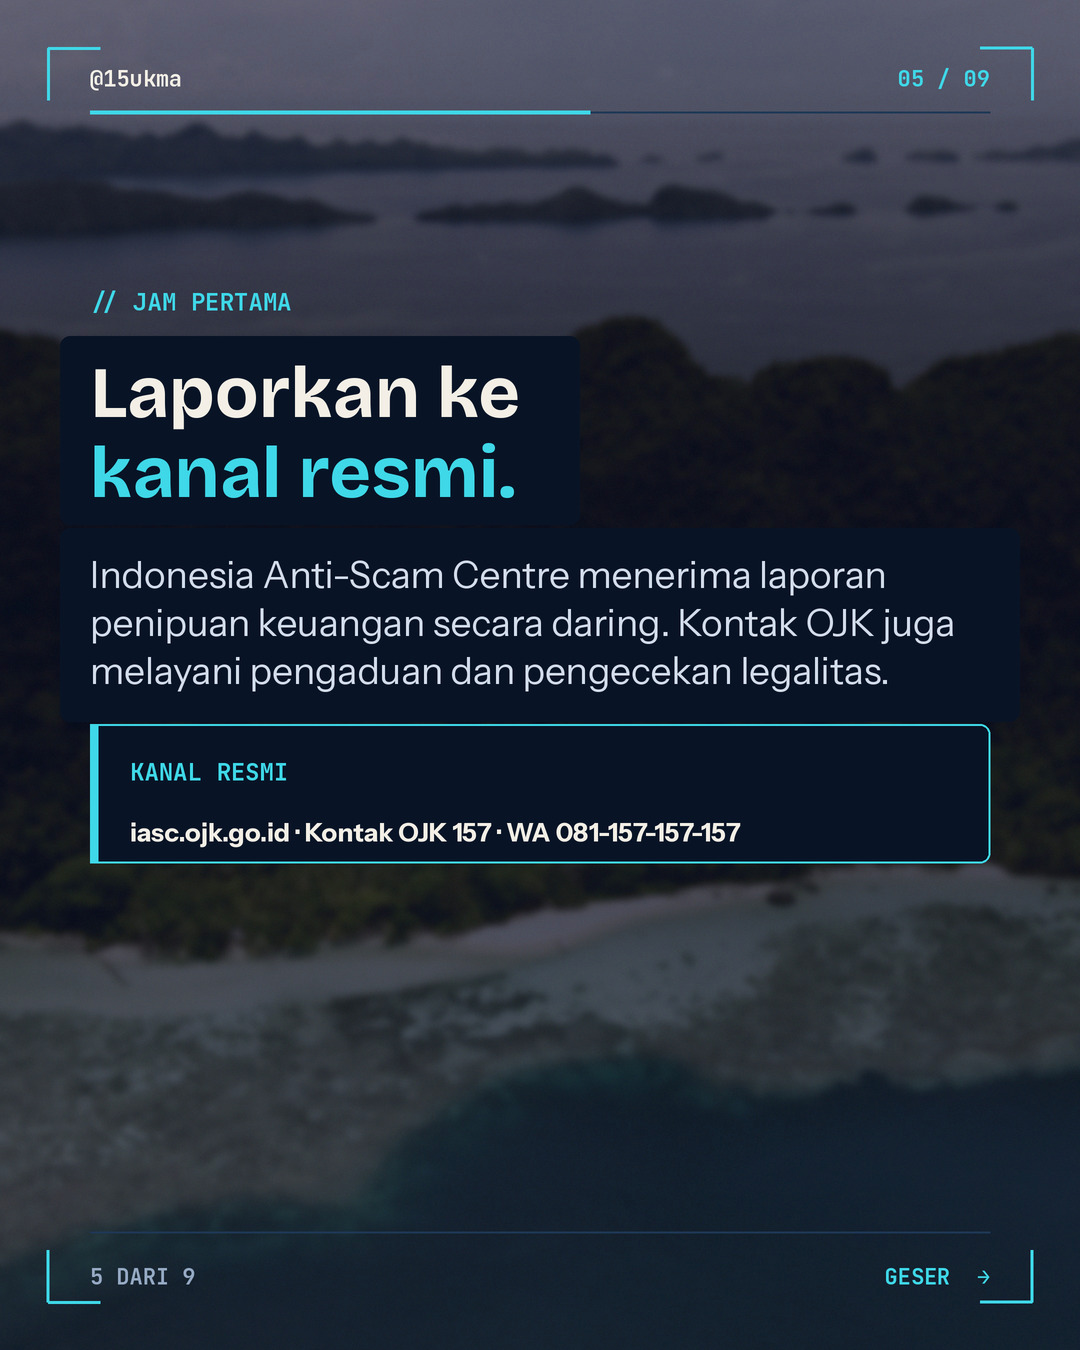 @15ukma
05 / 09
// JAM PERTAMA
Laporkan ke
kanal resmi.
Indonesia Anti-Scam Centre menerima laporan
penipuan keuangan secara daring. Kontak OJK juga
melayani pengaduan dan pengecekan legalitas.
KANAL RESMI
iasc.ojk.go.id · Kontak OJK 157 · WA 081-157-157-157
5 DARI 9
GESER →